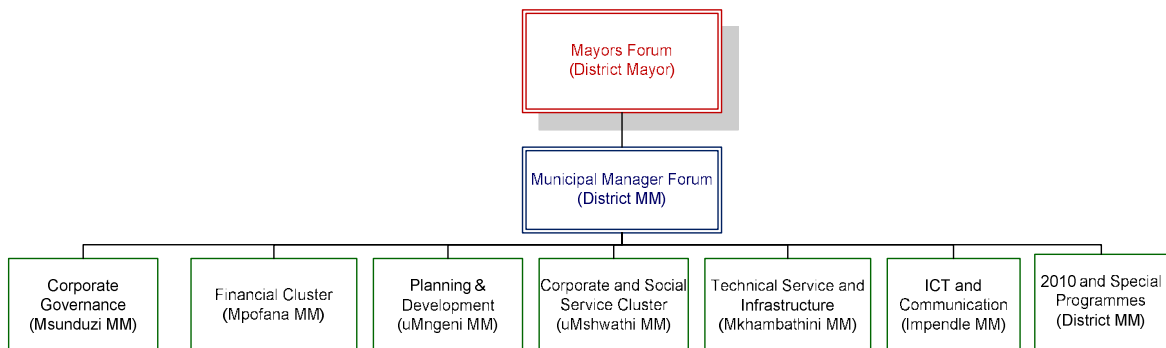 Mayors Forum
(District Mayor)
Municipal Manager Forum
(District MM)
Corporate
Governance
(Msunduzi MM)
Financial Cluster
(Mpofana MM)
Planning &
Development
(uMngeni MM)
Corporate and Social
Service Cluster
(uMshwathi MM)
Technical Service and
Infrastructure
(Mkhambathini MM)
ICT and
Communication
(Impendle MM)
2010 and Special
Programmes
(District MM)